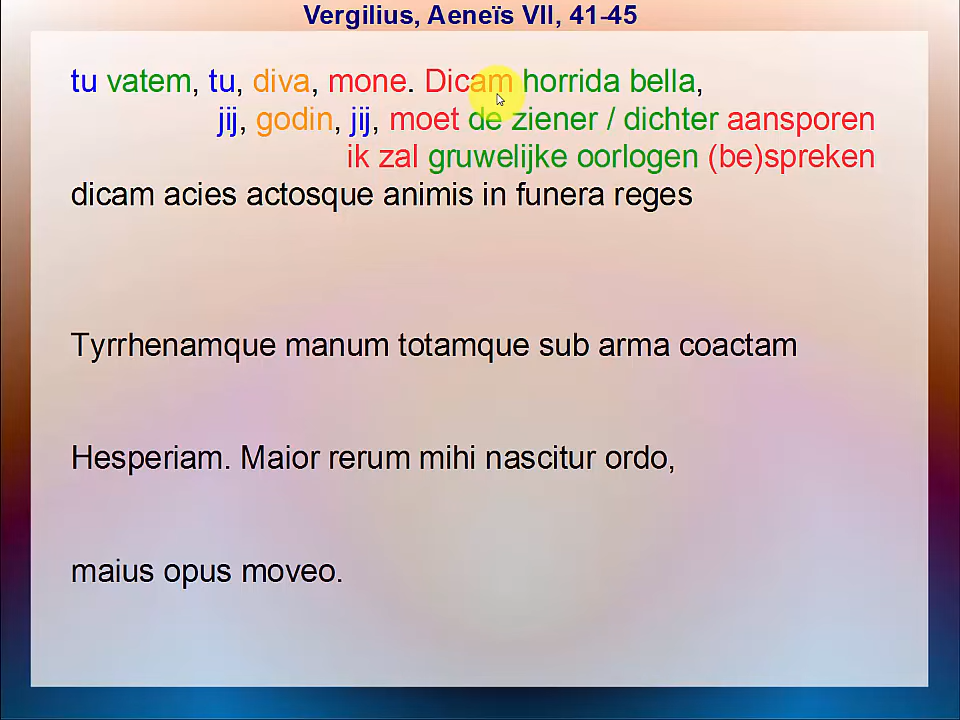 Vergilius, Aeneïs VII, 41-45
tu vatem, tu, diva, mone. Dicam horrida bella,
jij, godin, jij, moet de ziener / dichter aansporen
ik zal gruwelijke oorlogen (be)spreken
dicam acies actosque animis in funera reges
Tyrrhenamque manum totamque sub arma coactam
Hesperiam. Maior rerum mihi nascitur ordo,
maius opus moveo.